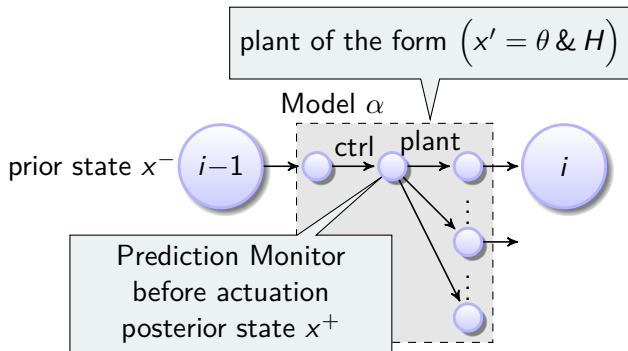 plant of the form (x′ = θ & H)
Model α
ctrl plant
prior state x⁻ i−1 i
Prediction Monitor
before actuation
posterior state x⁺